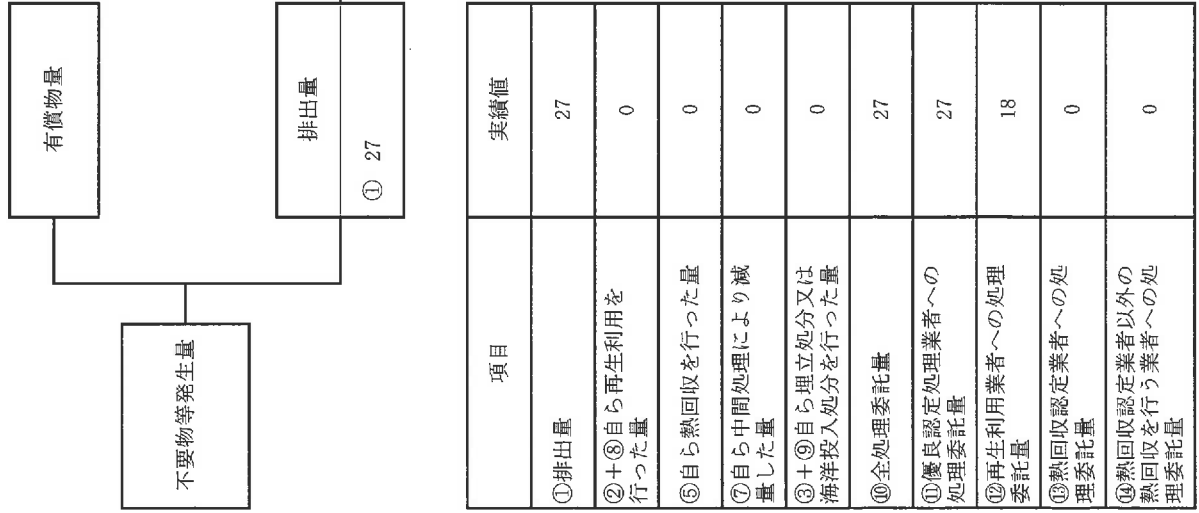 不要物等発生量
有償物量
排出量
① 27
項目
実績値
①排出量
27
②+⑧自ら再生利用を
行った量
0
⑤自ら熱回収を行った量
0
⑦自ら中間処理により減
量した量
0
③+⑨自ら埋立処分又は
海洋投入処分を行った量
0
⑩全処理委託量
27
⑪優良認定処理業者への
処理委託量
27
⑫再生利用業者への処理
委託量
18
⑬熱回収認定業者への処
理委託量
0
⑭熱回収認定業者以外の
熱回収を行う業者への処
理委託量
0